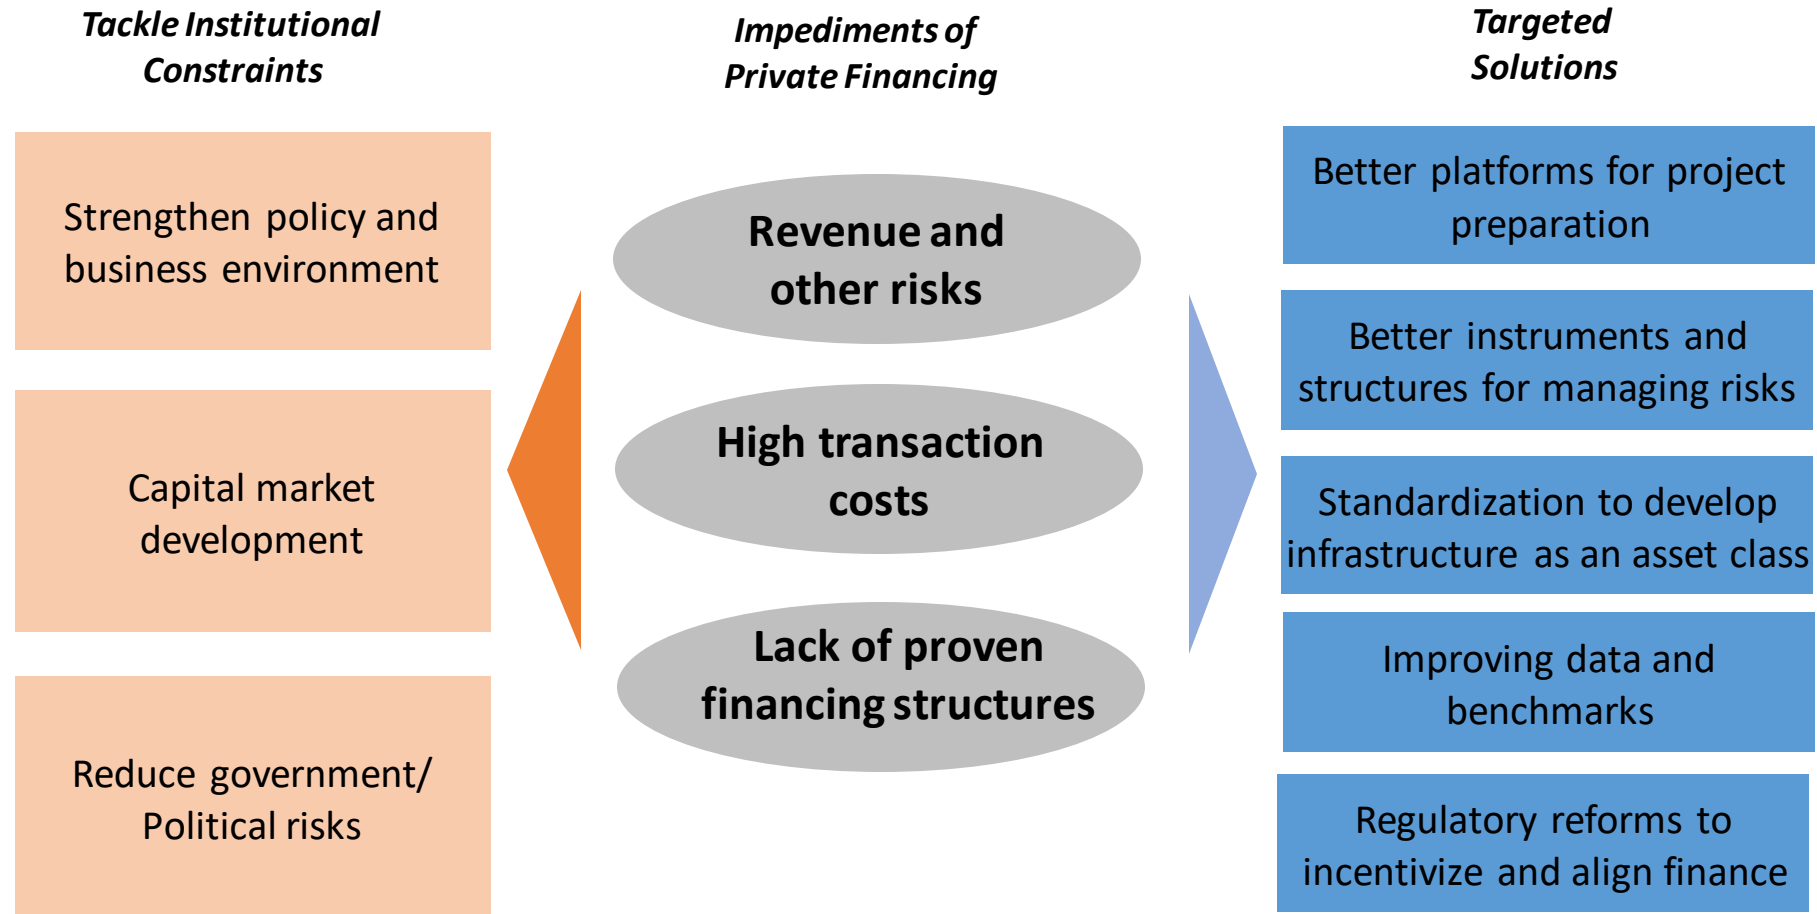 Tackle Institutional
Constraints
Strengthen policy and
business environment
Capital market
development
Reduce government/
Political risks
Impediments of
Private Financing
Revenue and
other risks
High transaction
costs
Lack of proven
financing structures
Targeted
Solutions
Better platforms for project
preparation
Better instruments and
structures for managing risks
Standardization to develop
infrastructure as an asset class
Improving data and
benchmarks
Regulatory reforms to
incentivize and align finance